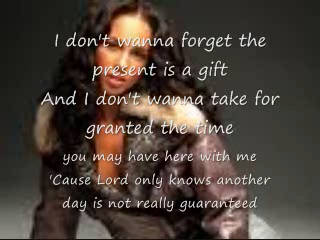 I don't wanna forget the
present is a gift
And I don't wanna take for
granted the time
you may have here with me
'Cause Lord only knows another
day is not really guaranteed